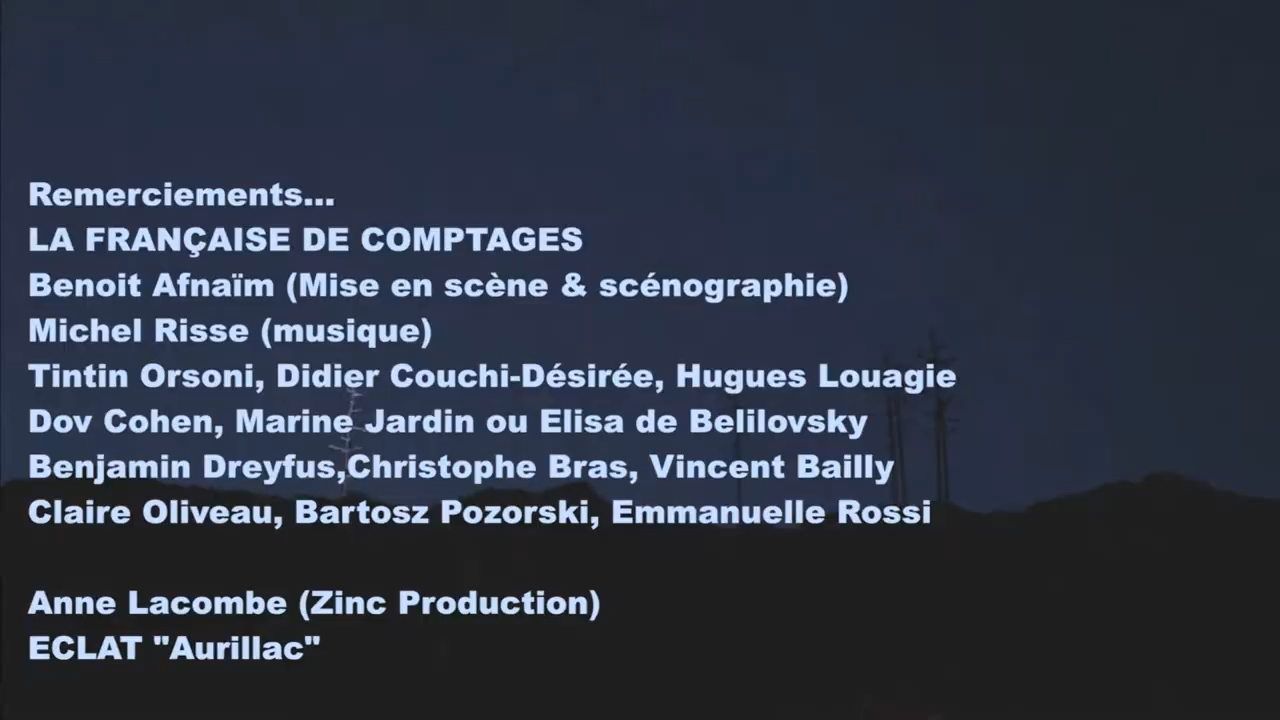 Remerciements...
LA FRANÇAISE DE COMPTAGES
Benoit Afnaïm (Mise en scène & scénographie)
Michel Risse (musique)
Tintin Orsoni, Didier Couchi-Désirée, Hugues Louagie
Dov Cohen, Marine Jardin ou Elisa de Belilovsky
Benjamin Dreyfus,Christophe Bras, Vincent Bailly
Claire Oliveau, Bartosz Pozorski, Emmanuelle Rossi
Anne Lacombe (Zinc Production)
ECLAT "Aurillac"